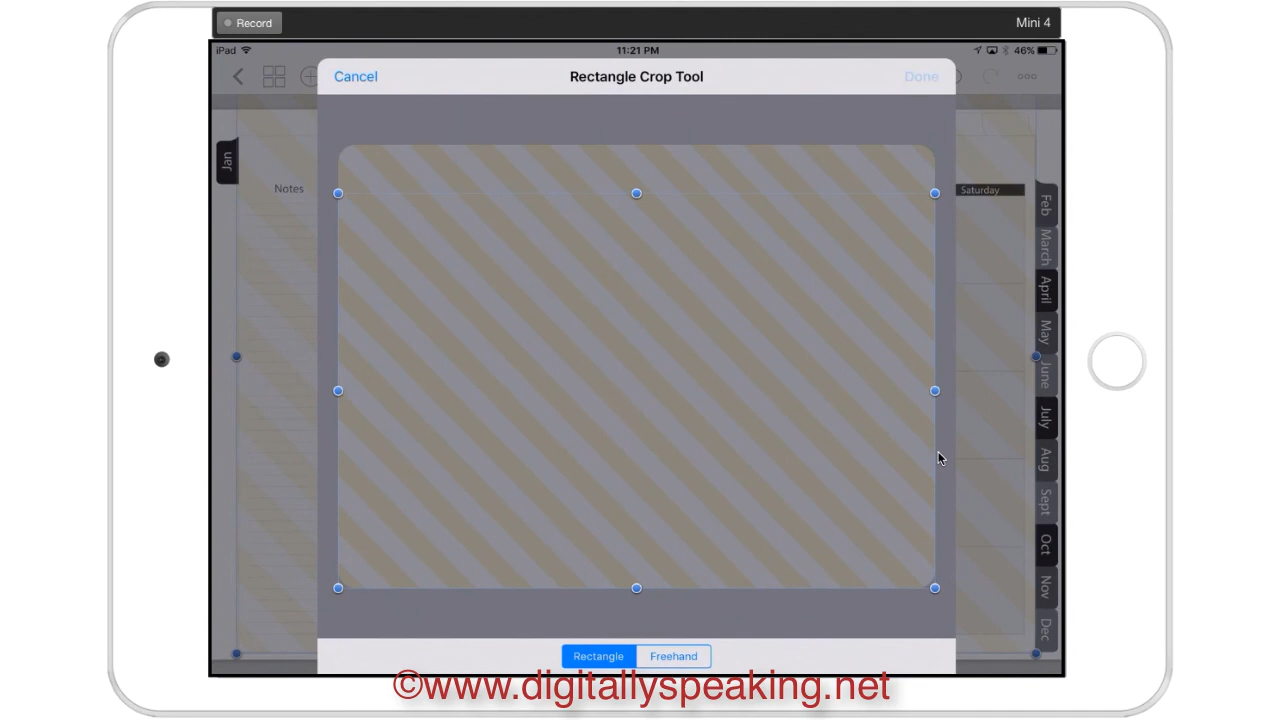 Record
Mini 4
iPad
11:21 PM
46%
Cancel
Rectangle Crop Tool
Done
Jan
Notes
Saturday
Feb
March
April
May
June
July
Aug
Sept
Oct
Nov
Dec
Rectangle
Freehand
©www.digitallyspeaking.net